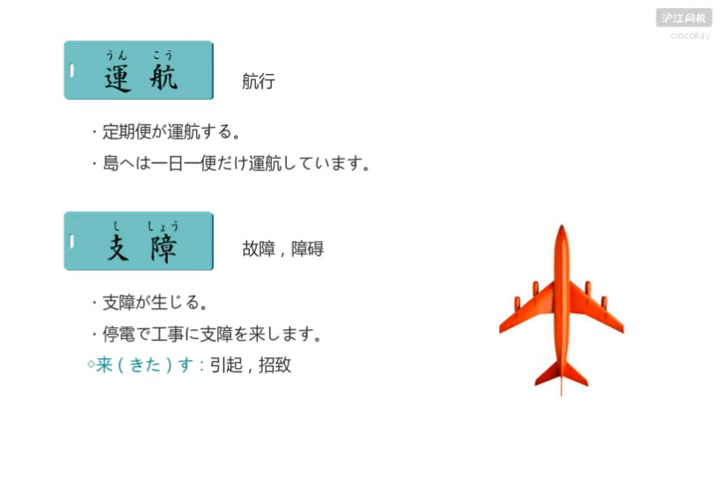 沪江网校
cincokay
うん こう
運 航 航行
・定期便が運航する。
・島へは一日一便だけ運航しています。
し しょう
支 障 故障，障碍
・支障が生じる。
・停電で工事に支障を来します。
◇来（きた）す：引起，招致